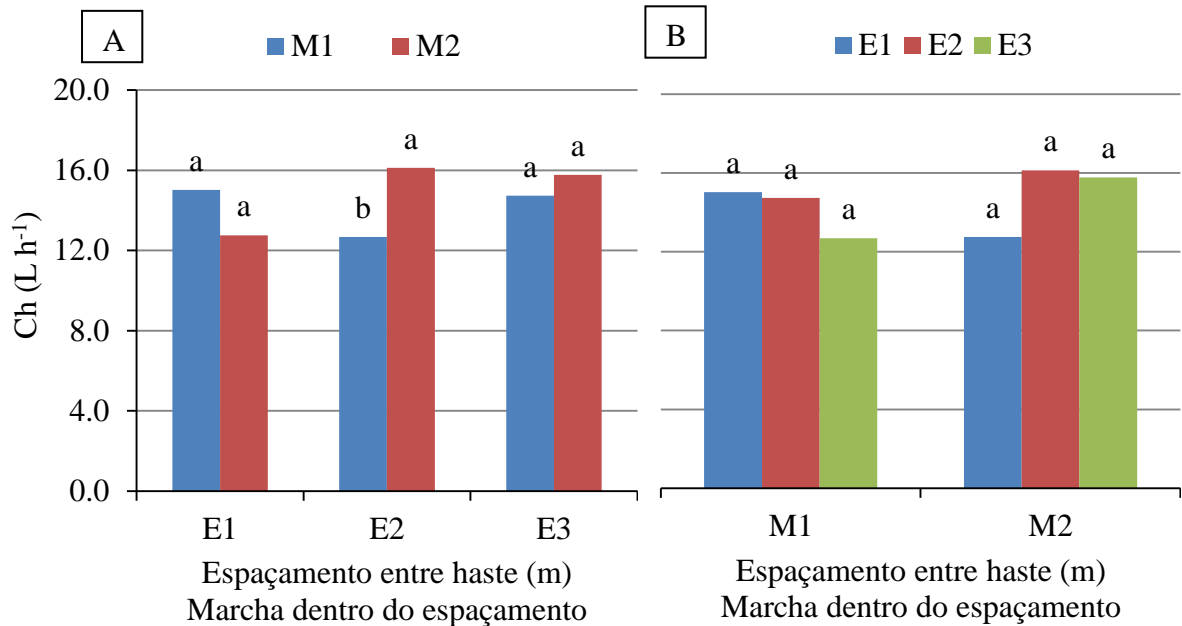 A
M1 M2
Ch (L h-1)
20.0
16.0
12.0
8.0
4.0
0.0
a
a
b
a
a
a
E1 E2 E3
Espaçamento entre haste (m)
Marcha dentro do espaçamento
B
E1 E2 E3
a
a
a
a
a
a
M1 M2
Espaçamento entre haste (m)
Marcha dentro do espaçamento